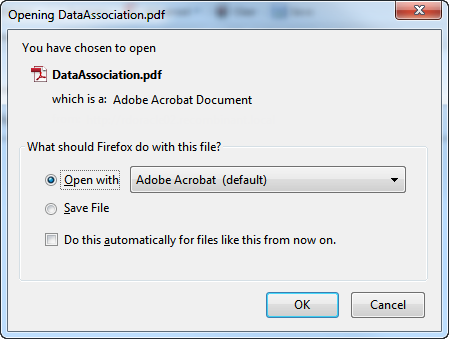 Opening DataAssociation.pdf
You have chosen to open
DataAssociation.pdf
which is a: Adobe Acrobat Document
What should Firefox do with this file?
Open with Adobe Acrobat (default)
Save File
Do this automatically for files like this from now on.
OK Cancel